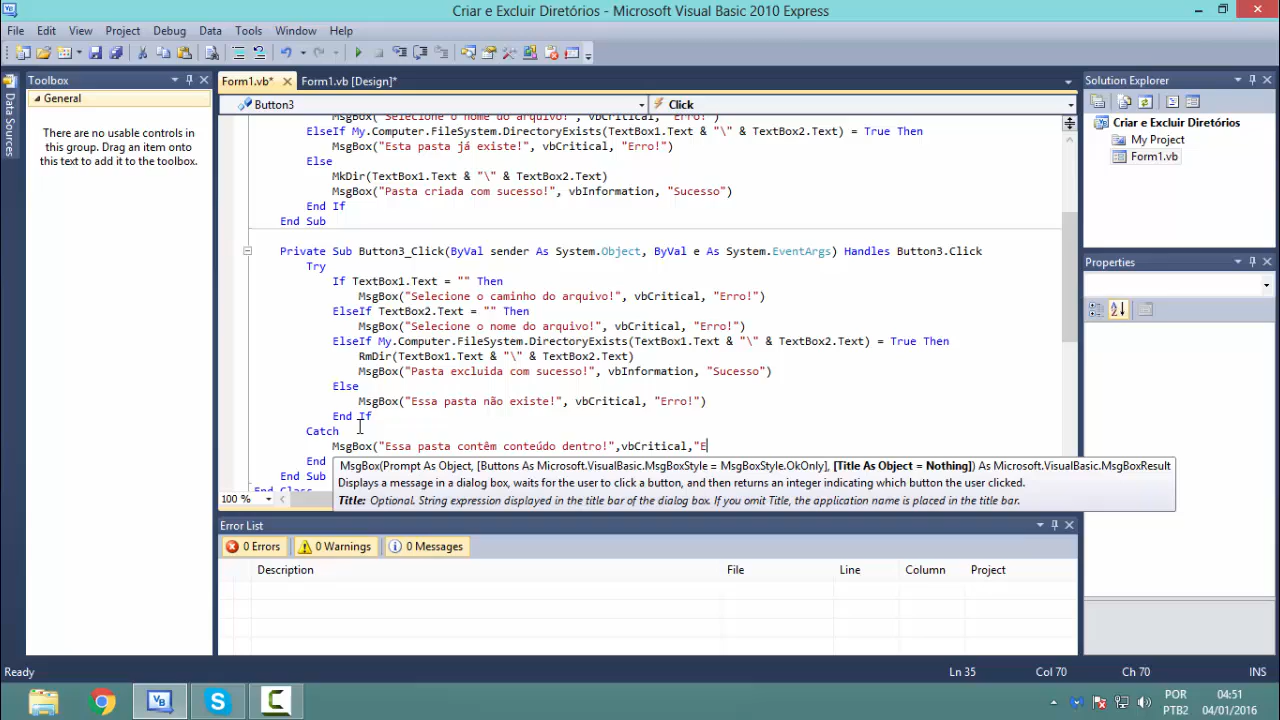 Criar e Excluir Diretórios - Microsoft Visual Basic 2010 Express
File Edit View Project Debug Data Tools Window Help
Toolbox
General
There are no usable controls in
this group. Drag an item onto
this text to add it to the toolbox.
Data Sources
Form1.vb* Form1.vb [Design]*
Button3 Click
MsgBox("Selecione o nome do arquivo!", vbCritical, "Erro!")
ElseIf My.Computer.FileSystem.DirectoryExists(TextBox1.Text & "\" & TextBox2.Text) = True Then
MsgBox("Esta pasta já existe!", vbCritical, "Erro!")
Else
MkDir(TextBox1.Text & "\" & TextBox2.Text)
MsgBox("Pasta criada com sucesso!", vbInformation, "Sucesso")
End If
End Sub
Private Sub Button3_Click(ByVal sender As System.Object, ByVal e As System.EventArgs) Handles Button3.Click
Try
If TextBox1.Text = "" Then
MsgBox("Selecione o caminho do arquivo!", vbCritical, "Erro!")
ElseIf TextBox2.Text = "" Then
MsgBox("Selecione o nome do arquivo!", vbCritical, "Erro!")
ElseIf My.Computer.FileSystem.DirectoryExists(TextBox1.Text & "\" & TextBox2.Text) = True Then
RmDir(TextBox1.Text & "\" & TextBox2.Text)
MsgBox("Pasta excluida com sucesso!", vbInformation, "Sucesso")
Else
MsgBox("Essa pasta não existe!", vbCritical, "Erro!")
End If
Catch
MsgBox("Essa pasta contêm conteúdo dentro!",vbCritical,"E
End
End Sub
End Class
MsgBox(Prompt As Object, [Buttons As Microsoft.VisualBasic.MsgBoxStyle = MsgBoxStyle.OkOnly], [Title As Object = Nothing]) As Microsoft.VisualBasic.MsgBoxResult
Displays a message in a dialog box, waits for the user to click a button, and then returns an integer indicating which button the user clicked.
Title: Optional. String expression displayed in the title bar of the dialog box. If you omit Title, the application name is placed in the title bar.
100 %
Error List
0 Errors 0 Warnings 0 Messages
Description File Line Column Project
Solution Explorer
Criar e Excluir Diretórios
My Project
Form1.vb
Properties
Ready Ln 35 Col 70 Ch 70 INS
POR 04:51
PTB2 04/01/2016